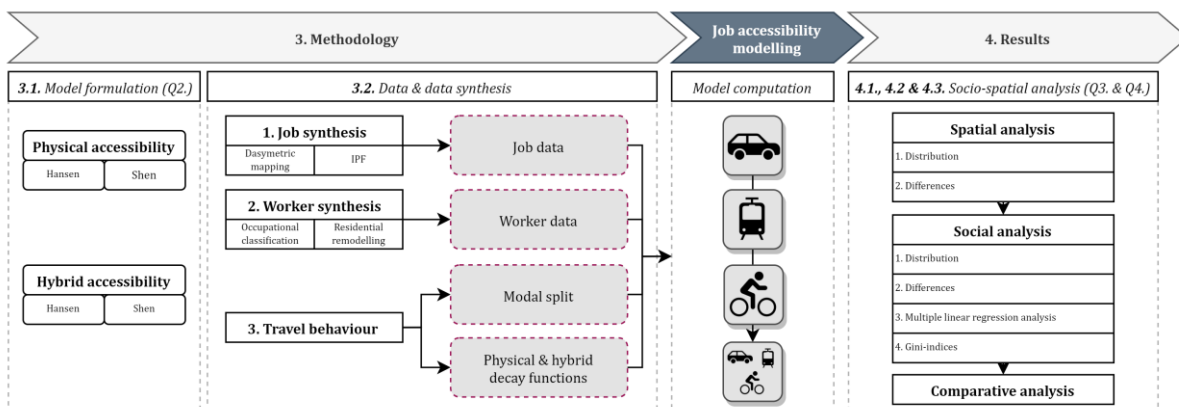 3. Methodology
Job accessibility
modelling
4. Results
3.1. Model formulation (Q2.)
3.2. Data & data synthesis
Model computation
4.1., 4.2 & 4.3. Socio-spatial analysis (Q3. & Q4.)
Physical accessibility
Hansen
Shen
Hybrid accessibility
Hansen
Shen
1. Job synthesis
Dasymetric
mapping
IPF
Job data
2. Worker synthesis
Occupational
classification
Residential
remodelling
Worker data
3. Travel behaviour
Modal split
Physical & hybrid
decay functions
Spatial analysis
1. Distribution
2. Differences
Social analysis
1. Distribution
2. Differences
3. Multiple linear regression analysis
4. Gini-indices
Comparative analysis